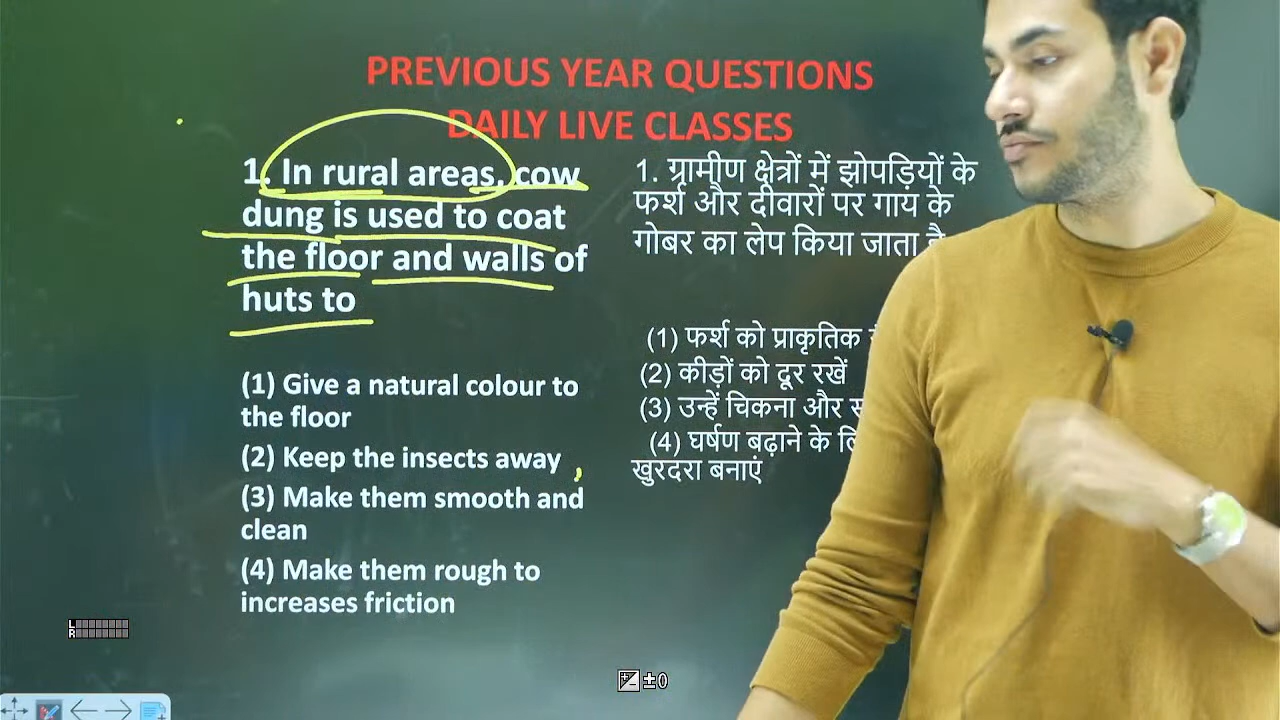 PREVIOUS YEAR QUESTIONS
DAILY LIVE CLASSES
1. In rural areas, cow
dung is used to coat
the floor and walls of
huts to
(1) Give a natural colour to
the floor
(2) Keep the insects away
(3) Make them smooth and
clean
(4) Make them rough to
increases friction
1. ग्रामीण क्षेत्रों में झोपड़ियों के
फर्श और दीवारों पर गाय के
गोबर का लेप किया जाता
(1) फर्श को प्राकृतिक
(2) कीड़ों को दूर रखें
(3) उन्हें चिकना और
(4) घर्षण बढ़ाने के
खुरदरा बनाएं
L
R
±0